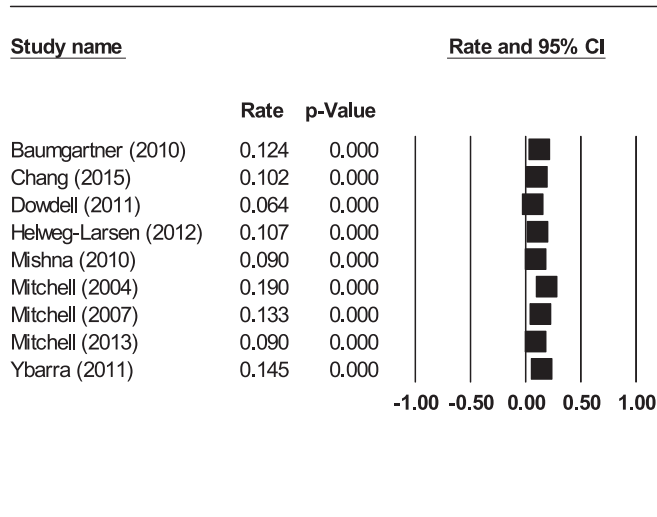 Study name Rate and 95% CI
Rate p-Value
Baumgartner (2010) 0.124 0.000
Chang (2015) 0.102 0.000
Dowdell (2011) 0.064 0.000
Helweg-Larsen (2012) 0.107 0.000
Mishna (2010) 0.090 0.000
Mitchell (2004) 0.190 0.000
Mitchell (2007) 0.133 0.000
Mitchell (2013) 0.090 0.000
Ybarra (2011) 0.145 0.000
-1.00 -0.50 0.00 0.50 1.00